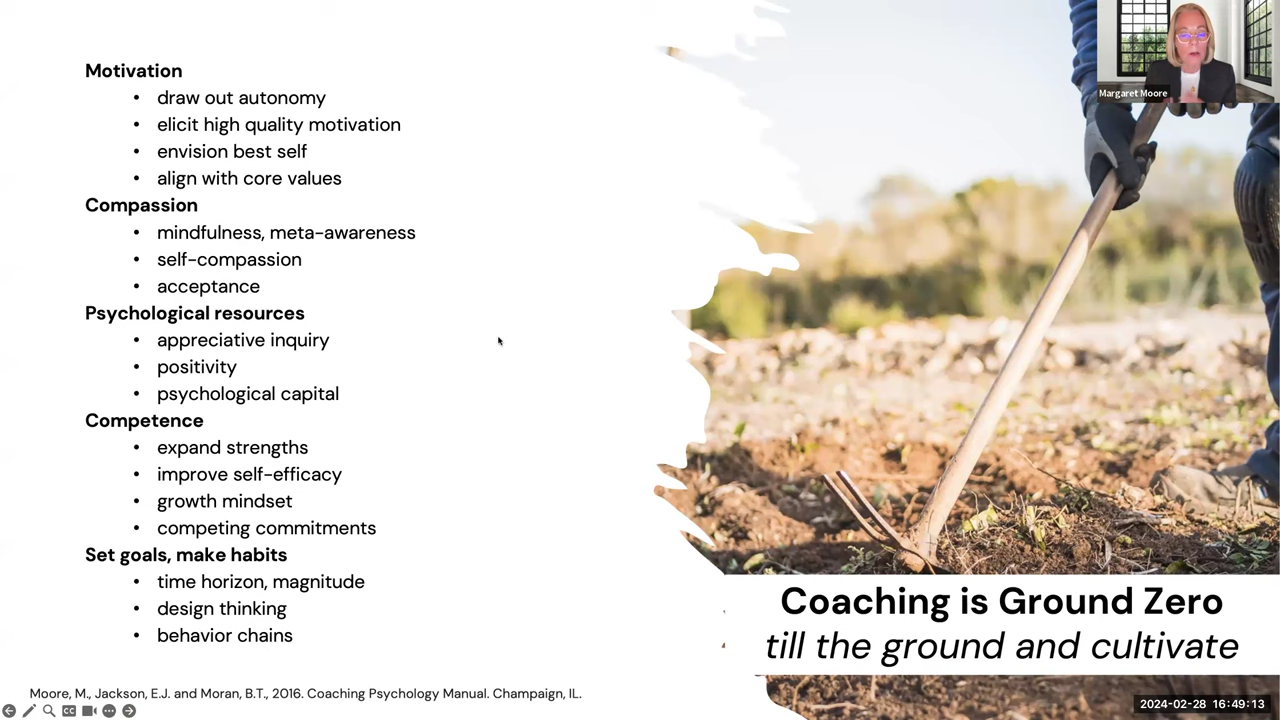 Motivation
• draw out autonomy
• elicit high quality motivation
• envision best self
• align with core values
Compassion
• mindfulness, meta-awareness
• self-compassion
• acceptance
Psychological resources
• appreciative inquiry
• positivity
• psychological capital
Competence
• expand strengths
• improve self-efficacy
• growth mindset
• competing commitments
Set goals, make habits
• time horizon, magnitude
• design thinking
• behavior chains
Moore, M., Jackson, E.J. and Moran, B.T., 2016. Coaching Psychology Manual. Champaign, IL.
CC
Margaret Moore
Coaching is Ground Zero
till the ground and cultivate
2024-02-28 16:49:13